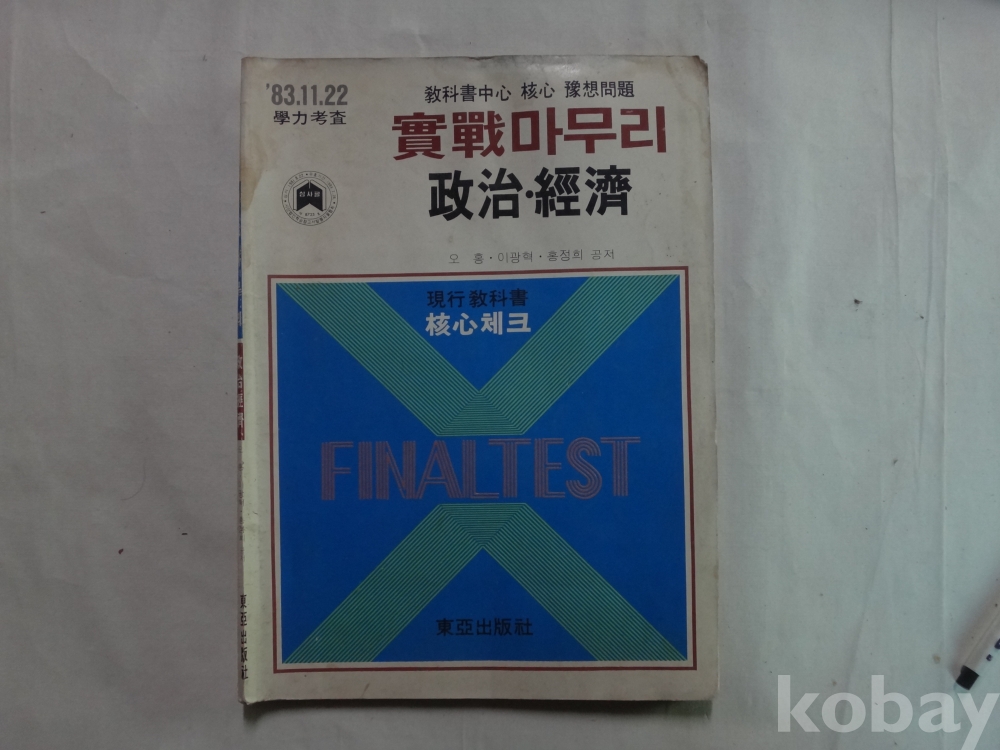 '83.11.22
學力考査
敎科書中心 核心 豫想問題
實戰마무리
政治·經濟
오 홍·이광혁·홍정희 공저
現行敎科書
核心체크
FINALTEST
東亞出版社
東亞出版社
kobay